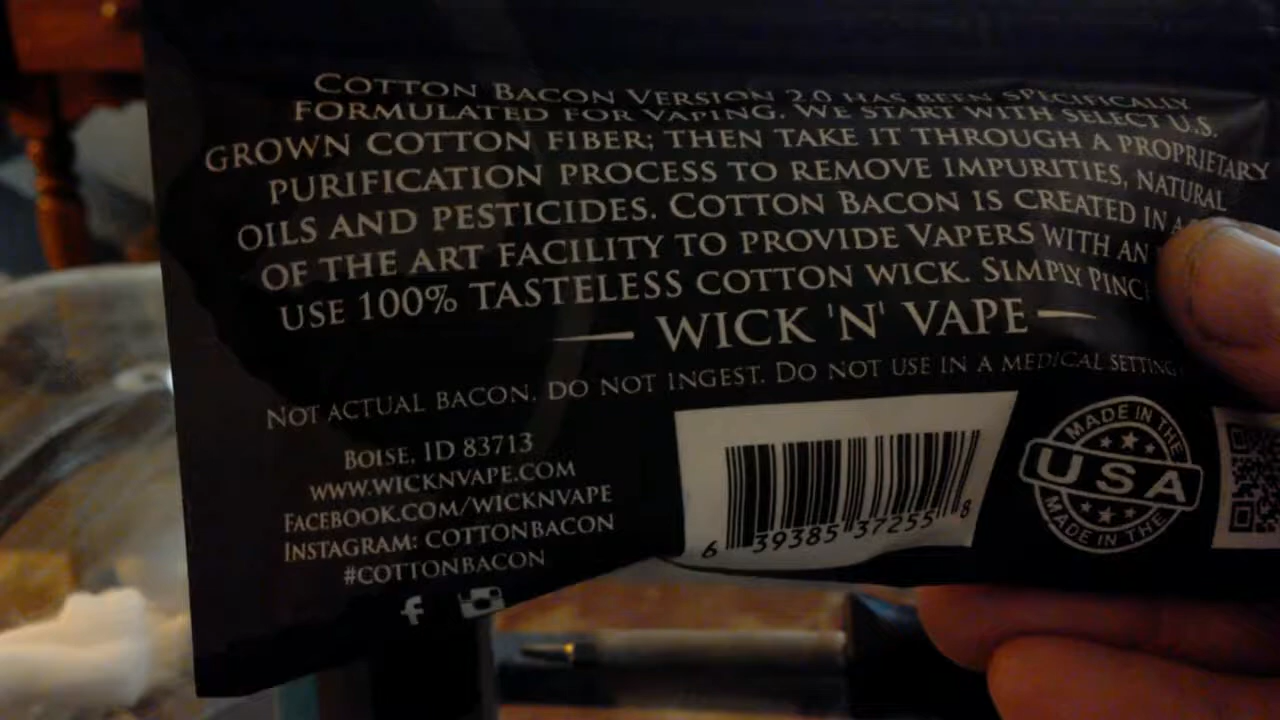 COTTON BACON VERSION 2.0 HAS BEEN SPECIFICALLY
FORMULATED FOR VAPING. WE START WITH SELECT U.S.
GROWN COTTON FIBER; THEN TAKE IT THROUGH A PROPRIETARY
PURIFICATION PROCESS TO REMOVE IMPURITIES, NATURAL
OILS AND PESTICIDES. COTTON BACON IS CREATED IN A
OF THE ART FACILITY TO PROVIDE VAPERS WITH AN
USE 100% TASTELESS COTTON WICK. SIMPLY
WICK 'N' VAPE
NOT ACTUAL BACON. DO NOT INGEST. DO NOT USE IN A MEDICAL SETTING
BOISE, ID 83713
WWW.WICKNVAPE.COM
FACEBOOK.COM/WICKNVAPE
INSTAGRAM: COTTONBACON
#COTTONBACON
6 39385 37255 8
MADE IN THE
USA
MADE IN THE